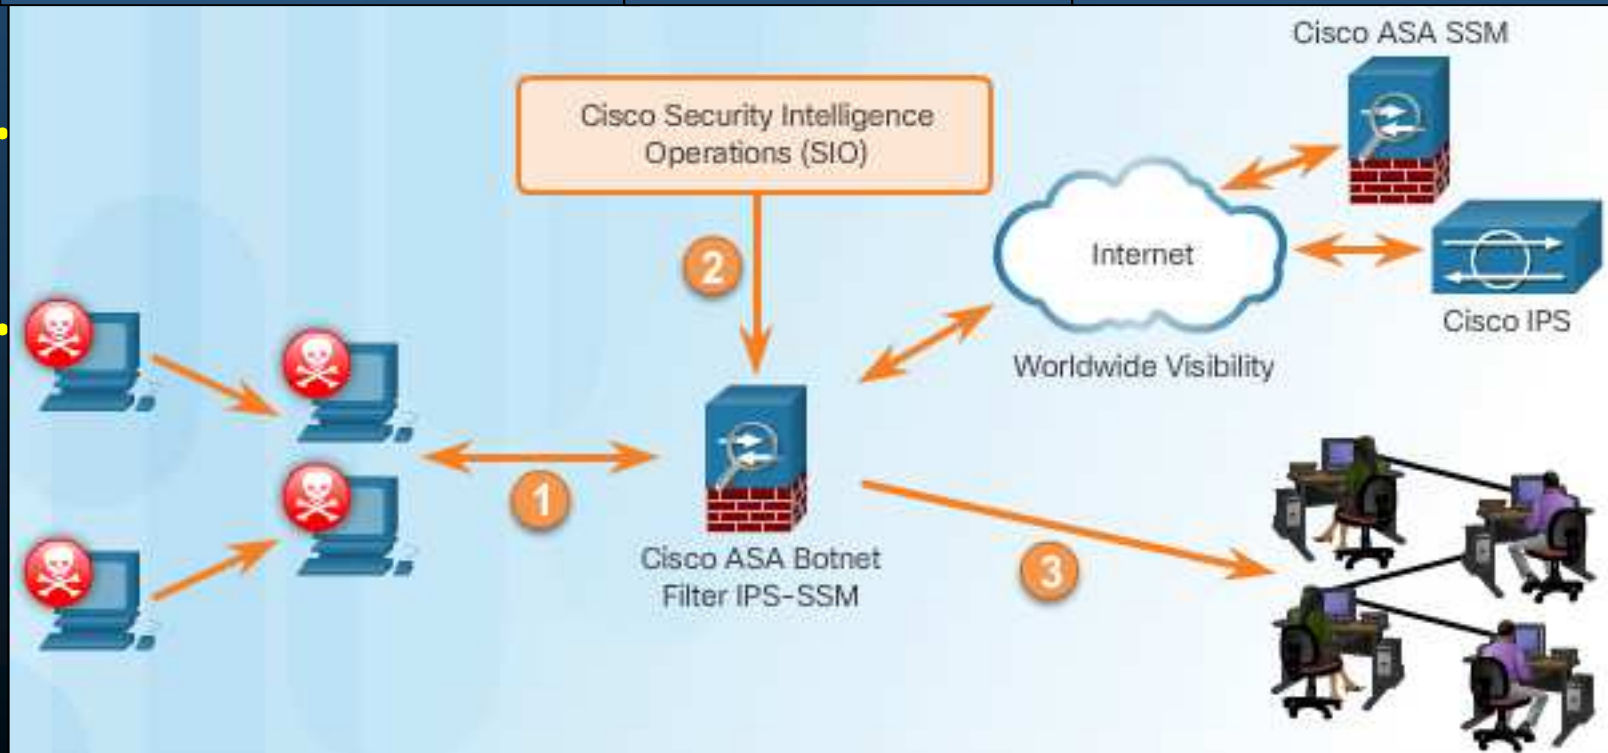 Cisco ASA SSM
Cisco Security Intelligence
Operations (SIO)
2
Internet
Cisco IPS
Worldwide Visibility
1
Cisco ASA Botnet
Filter IPS-SSM
3